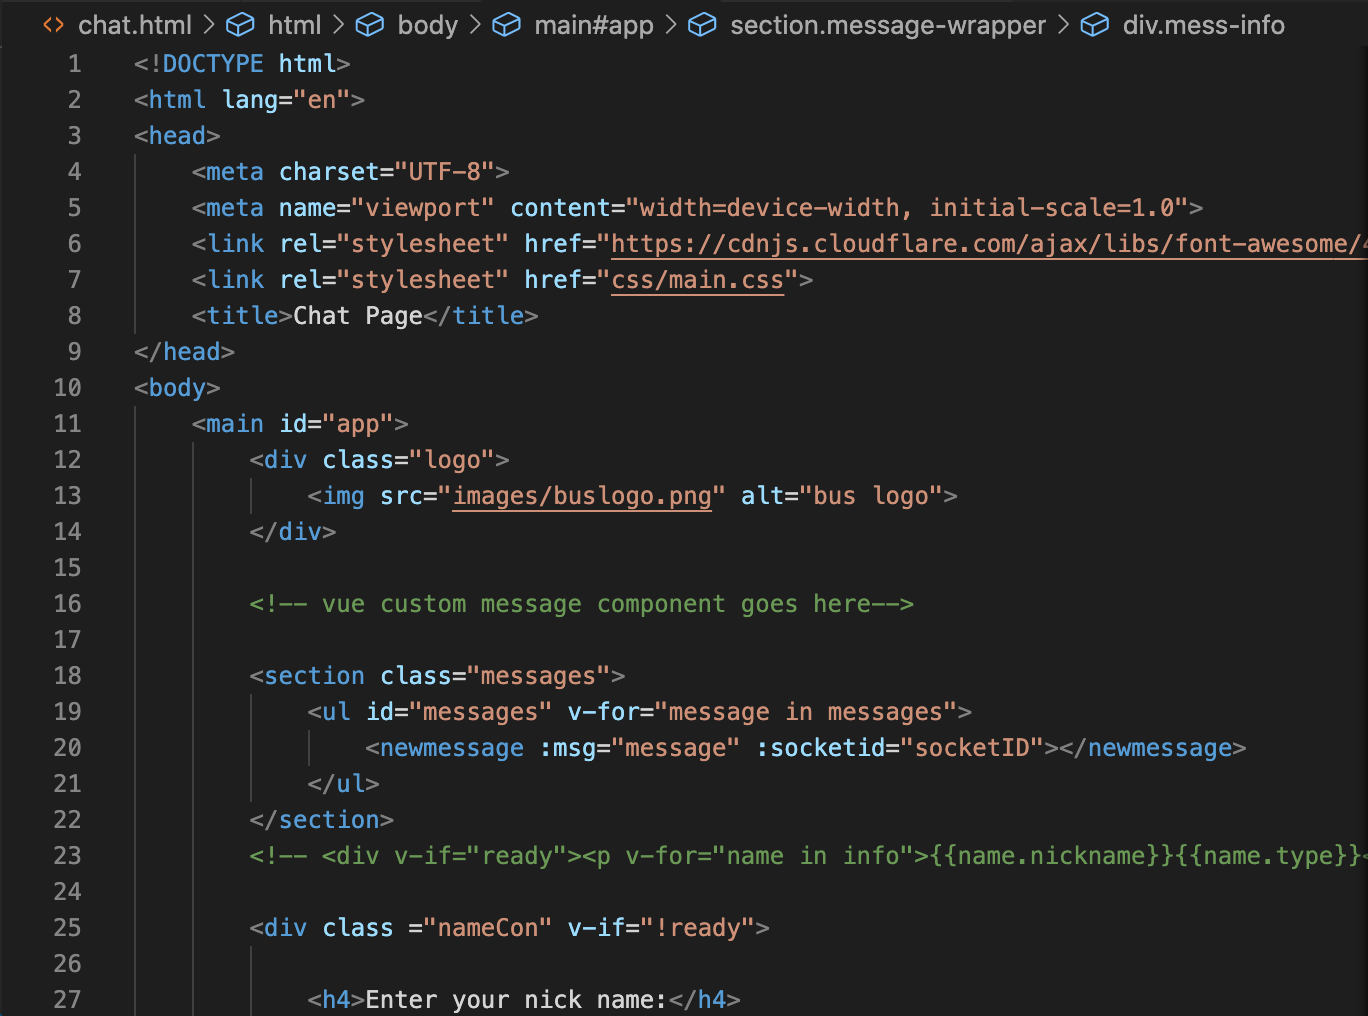 chat.html > html > body > main#app > section.message-wrapper > div.mess-info
1 <!DOCTYPE html>
2 <html lang="en">
3 <head>
4     <meta charset="UTF-8">
5     <meta name="viewport" content="width=device-width, initial-scale=1.0">
6     <link rel="stylesheet" href="https://cdnjs.cloudflare.com/ajax/libs/font-awesome/
7     <link rel="stylesheet" href="css/main.css">
8     <title>Chat Page</title>
9 </head>
10 <body>
11     <main id="app">
12         <div class="logo">
13             <img src="images/buslogo.png" alt="bus logo">
14         </div>
15
16         <!-- vue custom message component goes here-->
17
18         <section class="messages">
19             <ul id="messages" v-for="message in messages">
20                 <newmessage :msg="message" :socketid="socketID"></newmessage>
21             </ul>
22         </section>
23         <!-- <div v-if="ready"><p v-for="name in info">{{name.nickname}}{{name.type}}<
24
25         <div class ="nameCon" v-if="!ready">
26
27             <h4>Enter your nick name:</h4>